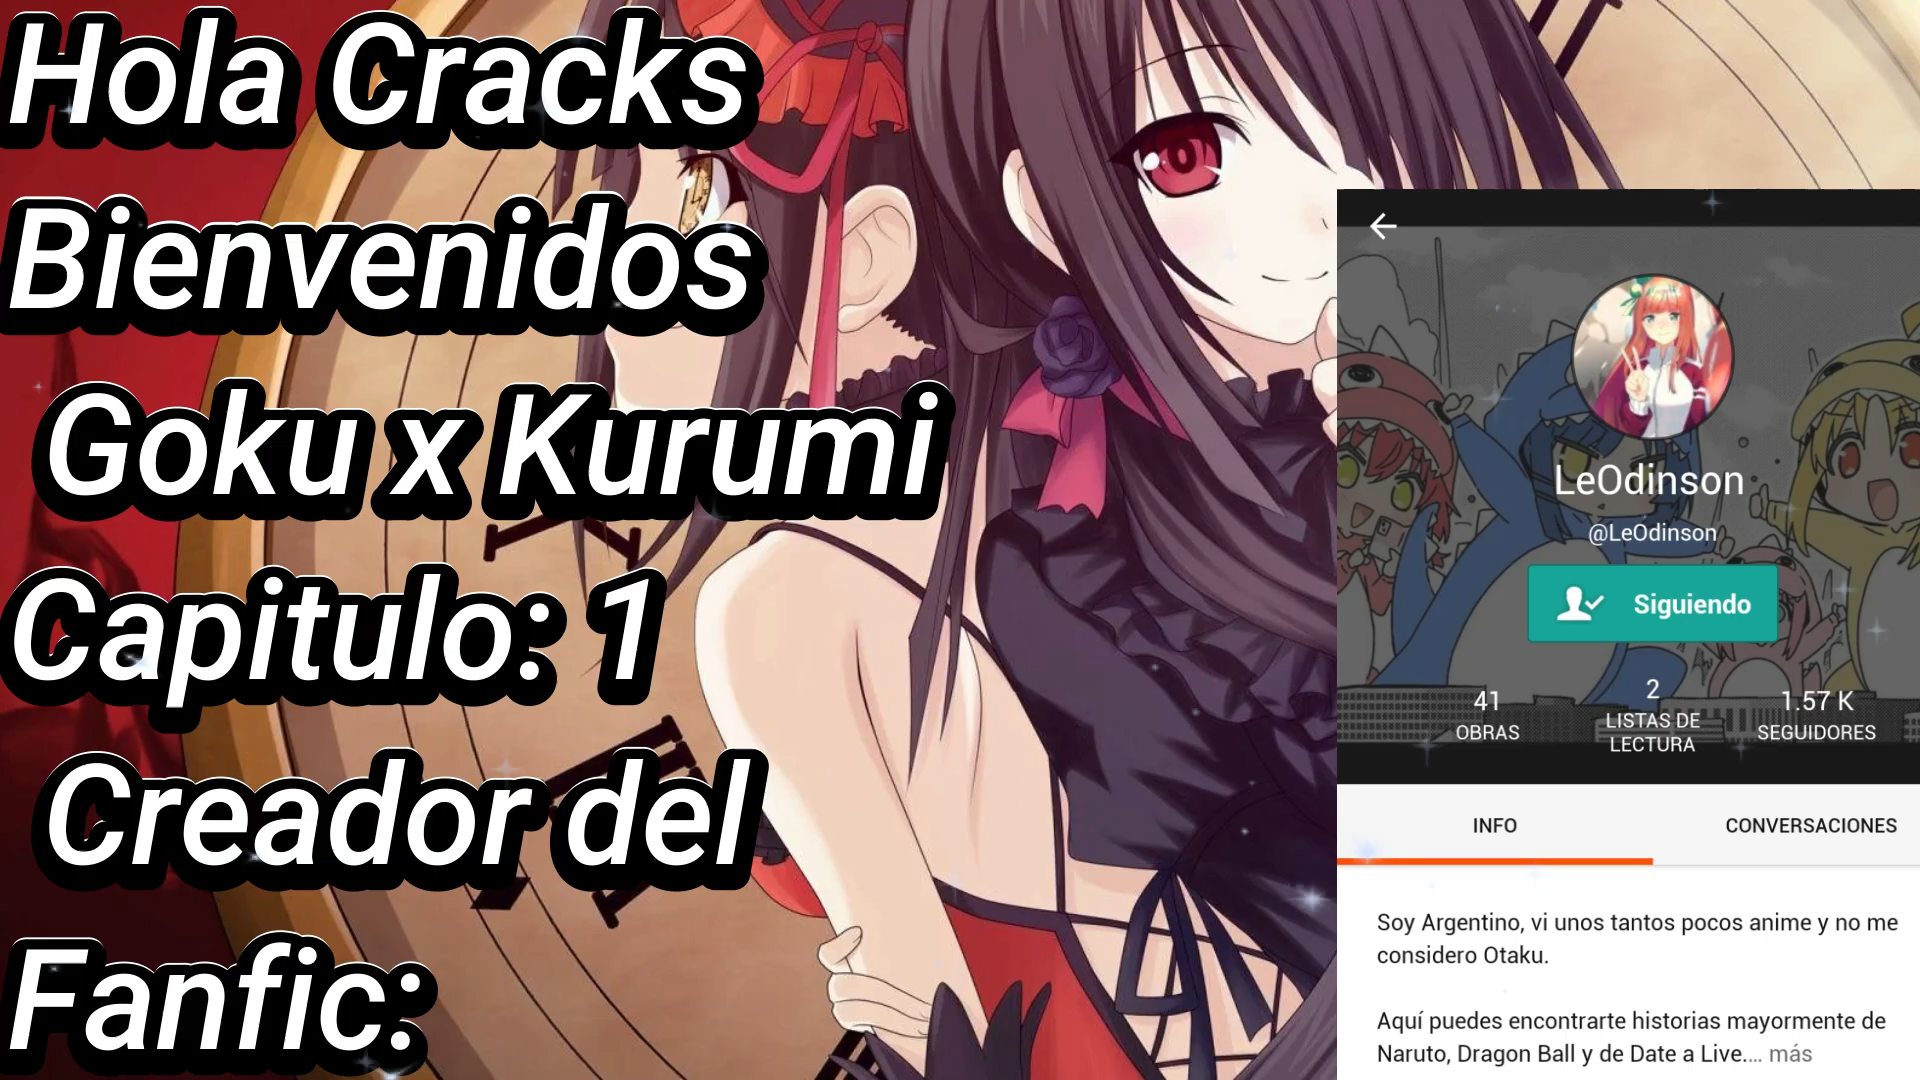 Hola Cracks
Bienvenidos
Goku x Kurumi
Capitulo: 1
Creador del
Fanfic:
LeOdinson
@LeOdinson
Siguiendo
41
OBRAS
2
LISTAS DE
LECTURA
1.57 K
SEGUIDORES
INFO
CONVERSACIONES
Soy Argentino, vi unos tantos pocos anime y no me
considero Otaku.
Aquí puedes encontrarte historias mayormente de
Naruto, Dragon Ball y de Date a Live.... más